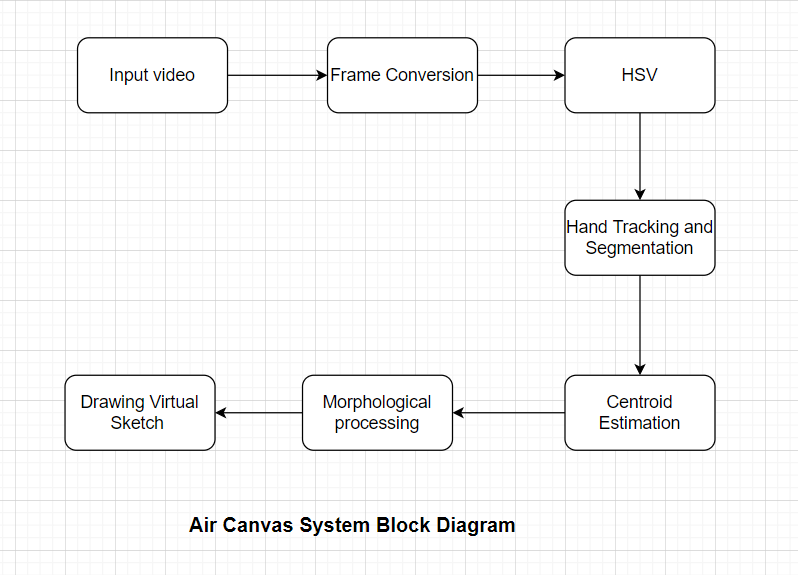 Input video
Frame Conversion
HSV
Hand Tracking and
Segmentation
Centroid
Estimation
Morphological
processing
Drawing Virtual
Sketch
Air Canvas System Block Diagram